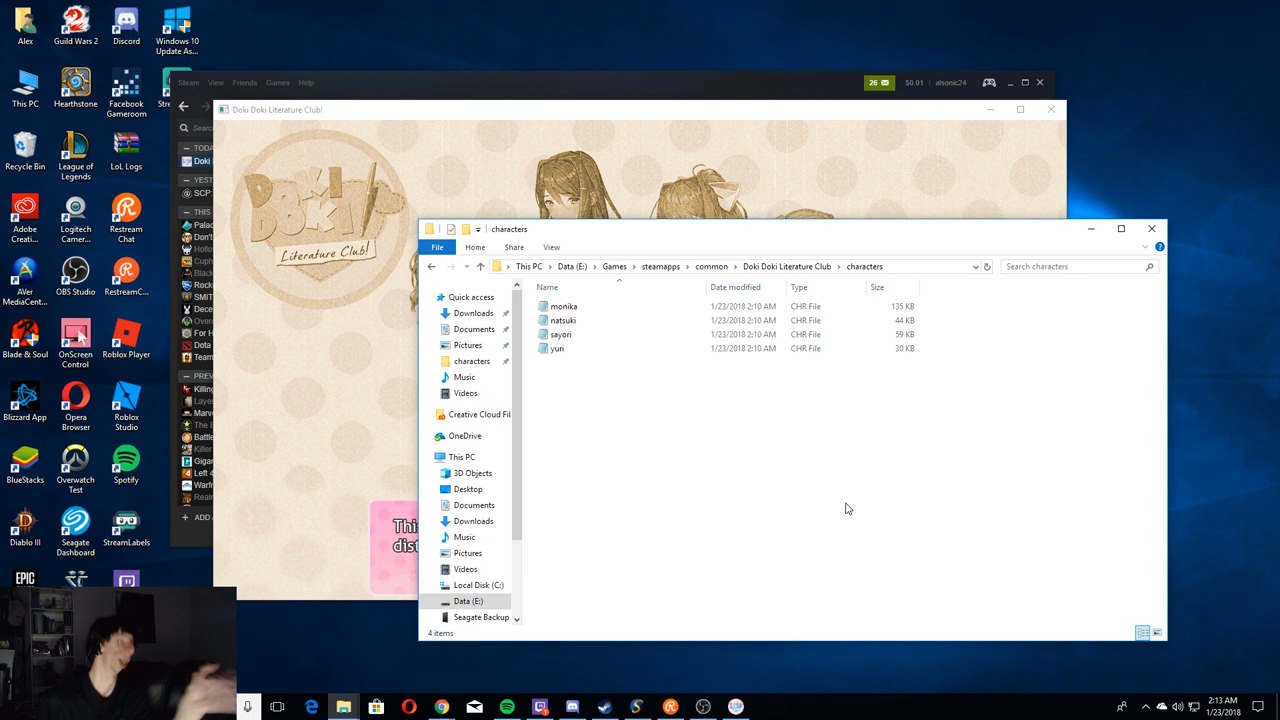 Alex
Guild Wars 2
Discord
Windows 10
Update As...
This PC
Hearthstone
Facebook
Gameroom
Recycle Bin
League of
Legends
LoL Logs
Adobe
Creati...
Logitech
Camer...
Restream
Chat
AVer
MediaCent...
OBS Studio
RestreamC...
Blade & Soul
OnScreen
Control
Roblox Player
Blizzard App
Opera
Browser
Roblox
Studio
BlueStacks
Overwatch
Test
Spotify
Diablo III
Seagate
Dashboard
StreamLabels
EPIC
Steam
View
Friends
Games
Help
26
$0.01
alsonic24
Searc
TODA
Doki
YEST
SCP:
THIS
Palac
Don't
Hollo
Cuph
Black
Rocke
SMIT
Dece
Over
For H
Dota
Team
PREV
Killin
Layer
Marv
The E
Battle
Killer
Gigar
Left 4
Warfr
Realm
ADD A
Doki Doki Literature Club!
DOKI
DOKI
Literature Club!
This
dist
characters
File
Home
Share
View
This PC > Data (E:) > Games > steamapps > common > Doki Doki Literature Club > characters
Search characters
Name
Date modified
Type
Size
monika 1/23/2018 2:10 AM CHR File 135 KB
natsuki 1/23/2018 2:10 AM CHR File 44 KB
sayori 1/23/2018 2:10 AM CHR File 59 KB
yuri 1/23/2018 2:10 AM CHR File 30 KB
Quick access
Downloads
Documents
Pictures
characters
Music
Videos
Creative Cloud Fil
OneDrive
This PC
3D Objects
Desktop
Documents
Downloads
Music
Pictures
Videos
Local Disk (C:)
Data (E:)
Seagate Backup
4 items
2:13 AM
1/23/2018